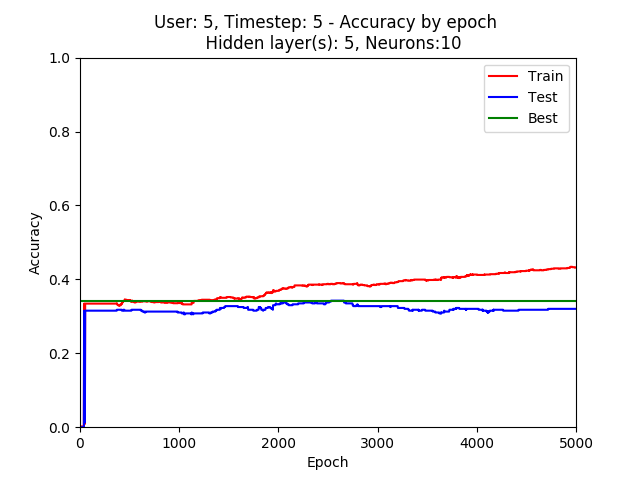 User: 5, Timestep: 5 - Accuracy by epoch
Hidden layer(s): 5, Neurons:10
Train
Test
Best
Accuracy
1.0
0.8
0.6
0.4
0.2
0.0
0 1000 2000 3000 4000 5000
Epoch